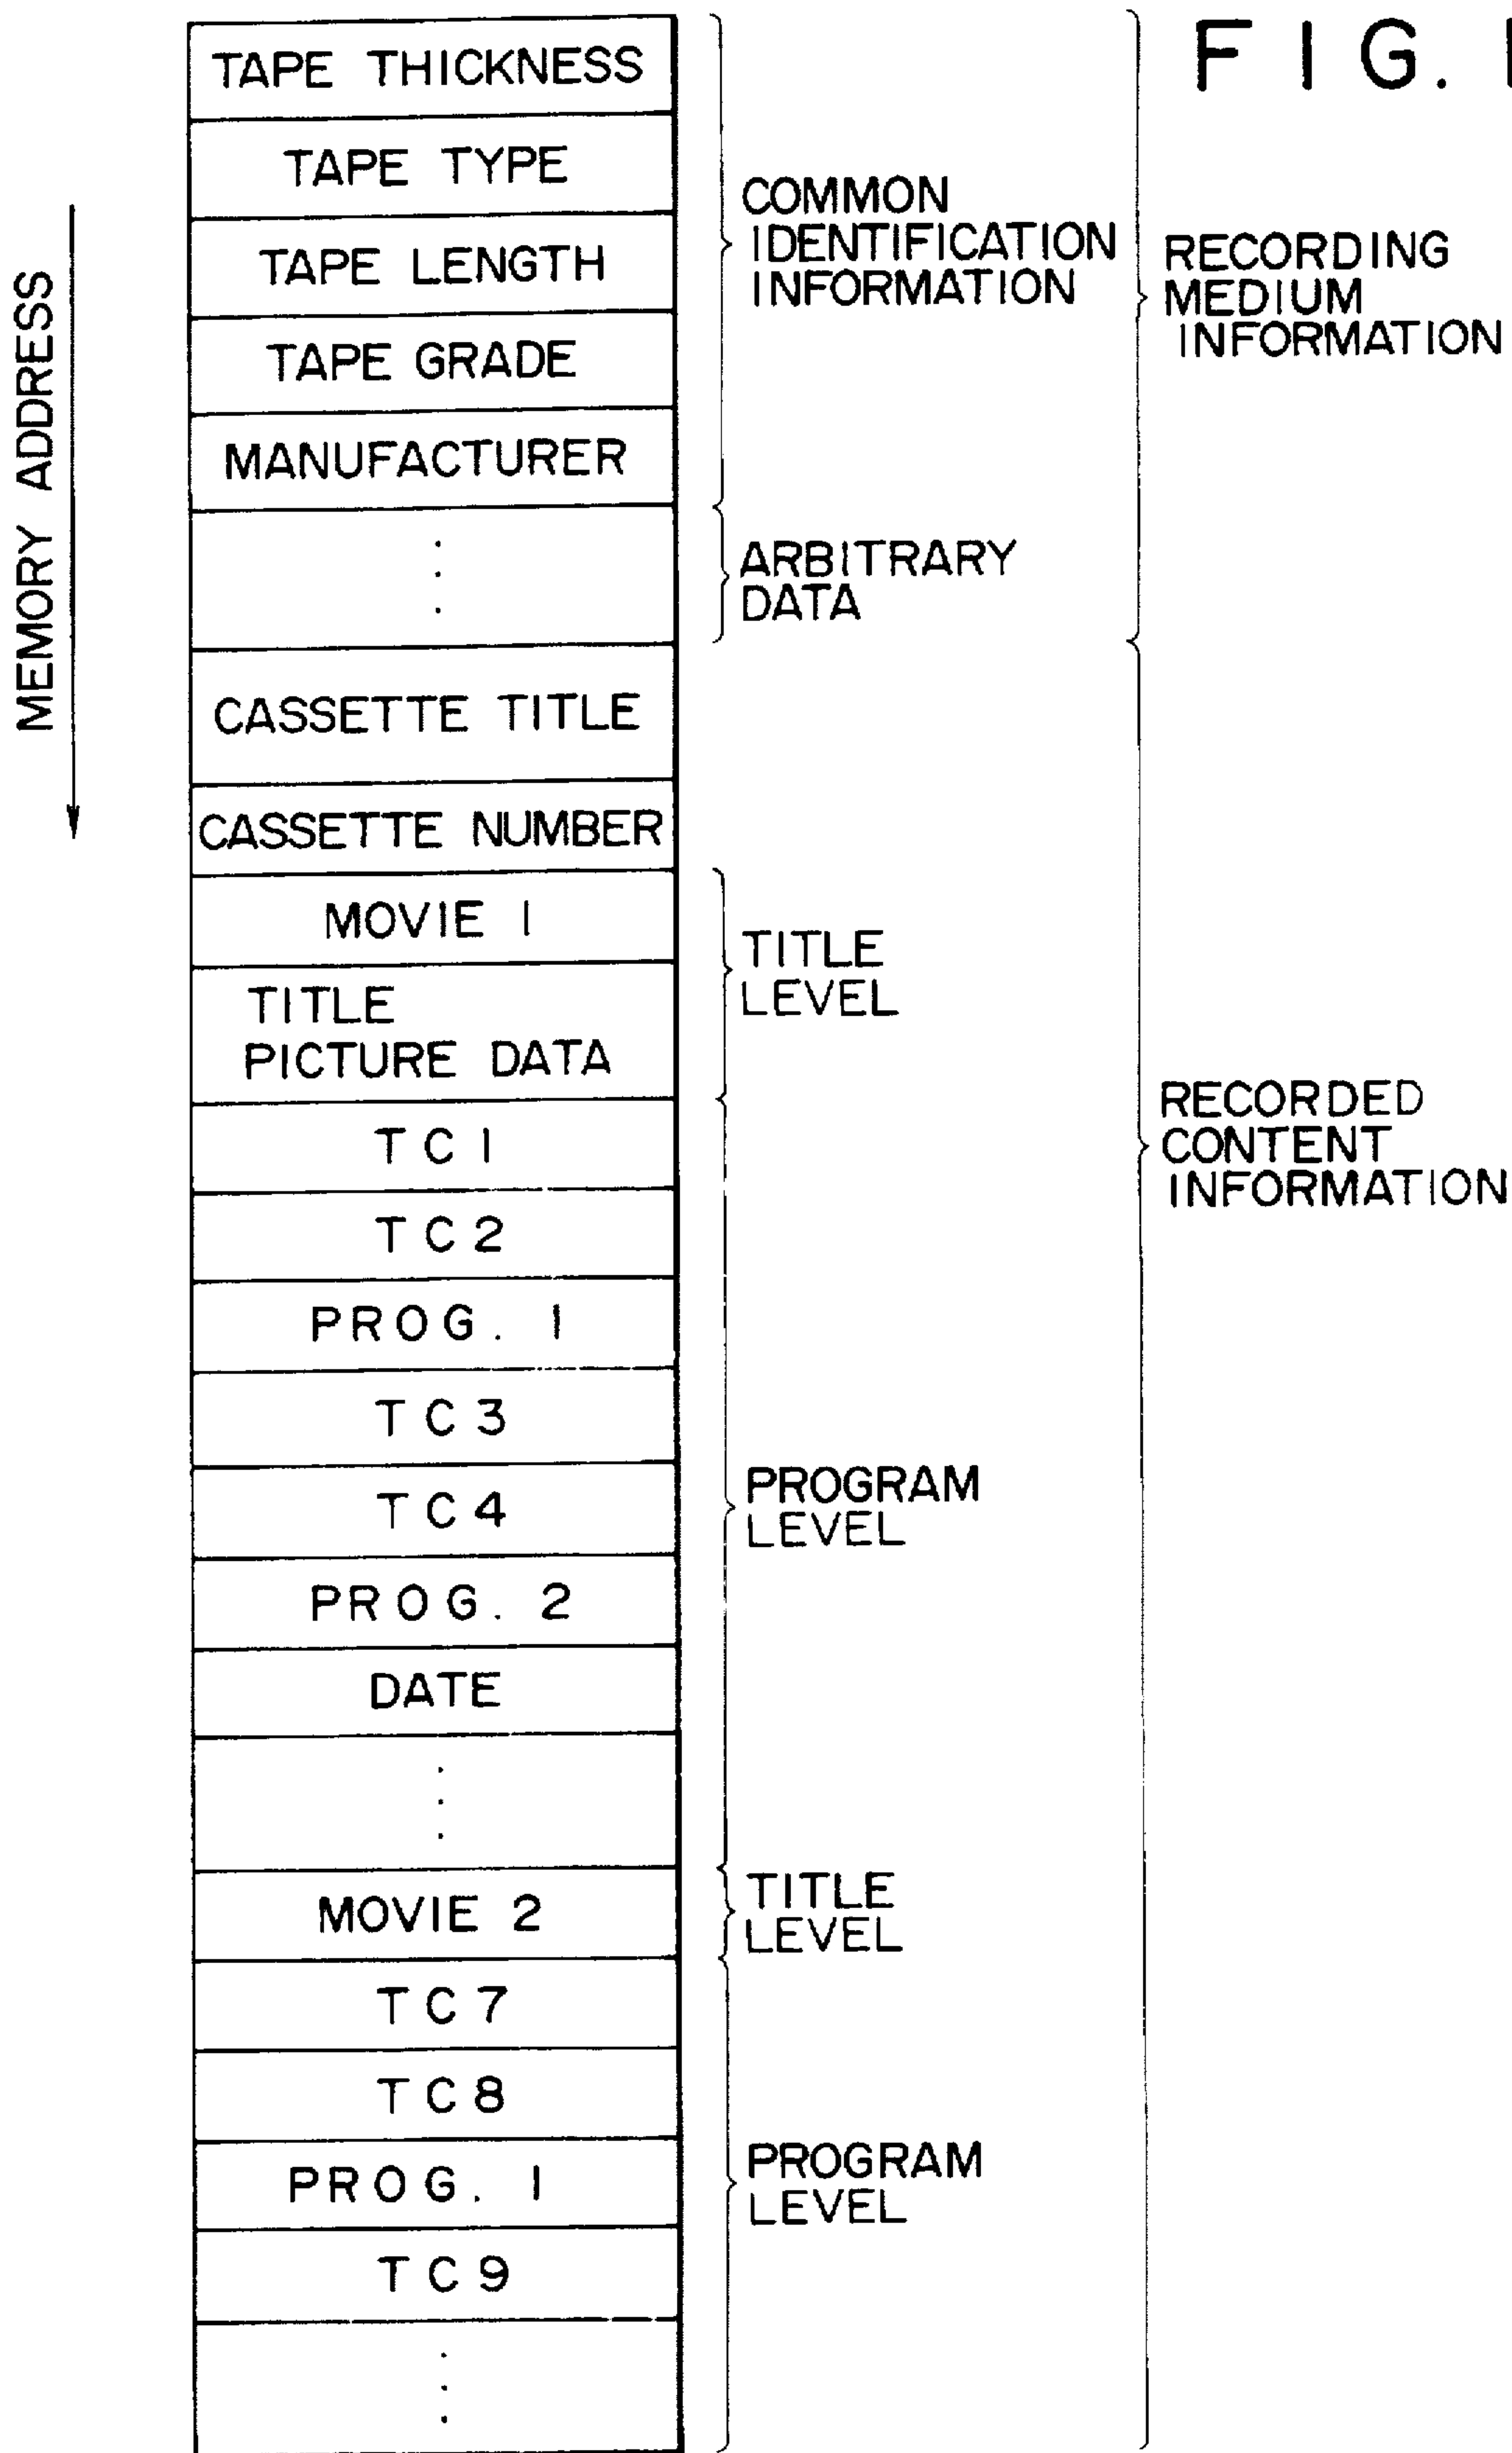 FIG.
MEMORY ADDRESS
TAPE THICKNESS
TAPE TYPE
TAPE LENGTH
TAPE GRADE
MANUFACTURER
COMMON
IDENTIFICATION
INFORMATION
ARBITRARY
DATA
RECORDING
MEDIUM
INFORMATION
CASSETTE TITLE
CASSETTE NUMBER
MOVIE 1
TITLE
PICTURE DATA
TITLE
LEVEL
TC1
TC2
PROG. 1
TC3
TC4
PROG. 2
DATE
PROGRAM
LEVEL
MOVIE 2
TITLE
LEVEL
TC7
TC8
PROG. 1
TC9
PROGRAM
LEVEL
RECORDED
CONTENT
INFORMATION